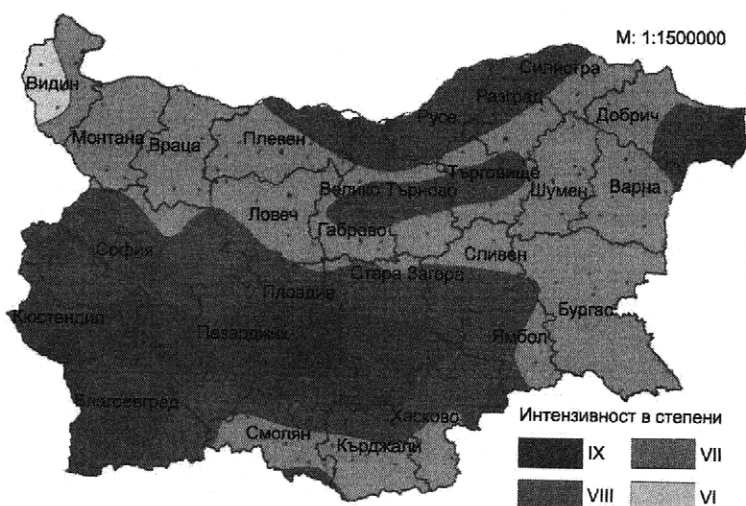 М: 1:1500000
Видин
Силистра
Русе
Разград
Добрич
Монтана
Враца
Плевен
Търговище
Велико Търново
Шумен
Варна
Ловеч
Габрово
София
Сливен
Стара Загора
Пловдив
Бургас
Кюстендил
Пазарджик
Ямбол
Благоевград
Хасково
Смолян
Кърджали
Интензивност в степени
IX
VII
VIII
VI